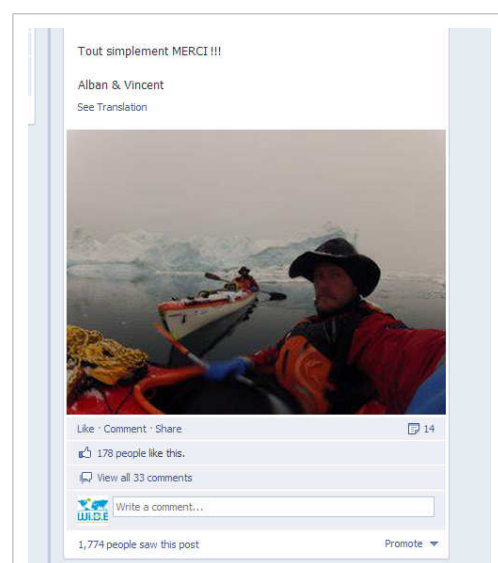 Tout simplement MERCI !!!
Alban & Vincent
See Translation
Like · Comment · Share 14
178 people like this.
View all 33 comments
Wi.D.E
Write a comment...
1,774 people saw this post Promote